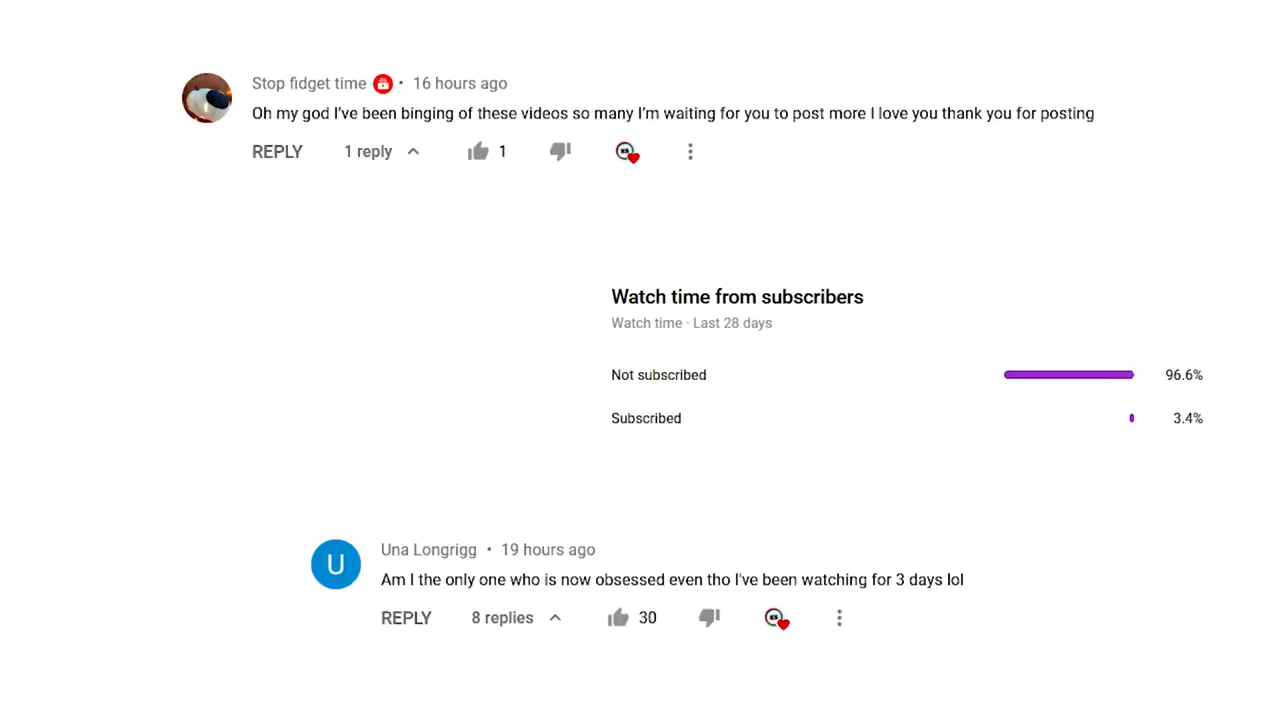 Stop fidget time • 16 hours ago
Oh my god I've been binging of these videos so many I'm waiting for you to post more I love you thank you for posting
REPLY 1 reply 1
Watch time from subscribers
Watch time · Last 28 days
Not subscribed 96.6%
Subscribed 3.4%
U
Una Longrigg • 19 hours ago
Am I the only one who is now obsessed even tho I've been watching for 3 days lol
REPLY 8 replies 30